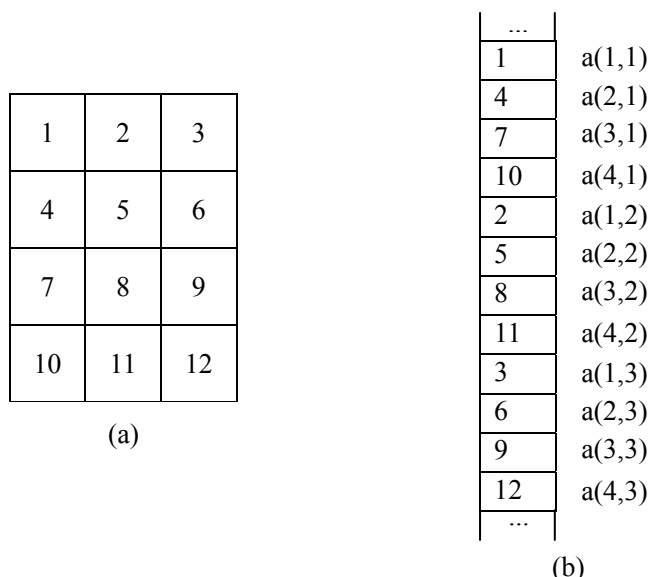 1 2 3
4 5 6
7 8 9
10 11 12
(a)
...
1 a(1,1)
4 a(2,1)
7 a(3,1)
10 a(4,1)
2 a(1,2)
5 a(2,2)
8 a(3,2)
11 a(4,2)
3 a(1,3)
6 a(2,3)
9 a(3,3)
12 a(4,3)
...
(b)